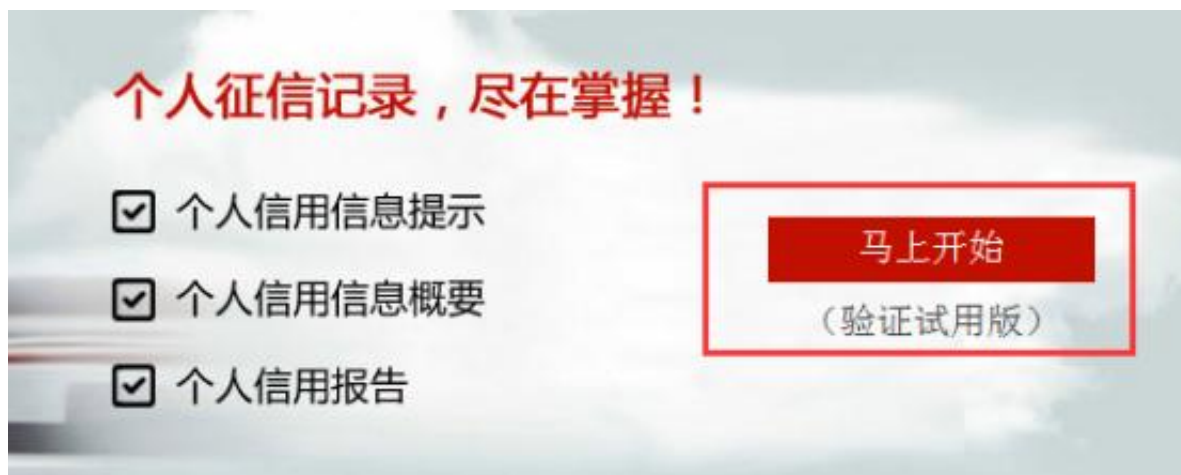 个人征信记录，尽在掌握！
个人信用信息提示
个人信用信息概要
个人信用报告
马上开始
（验证试用版）